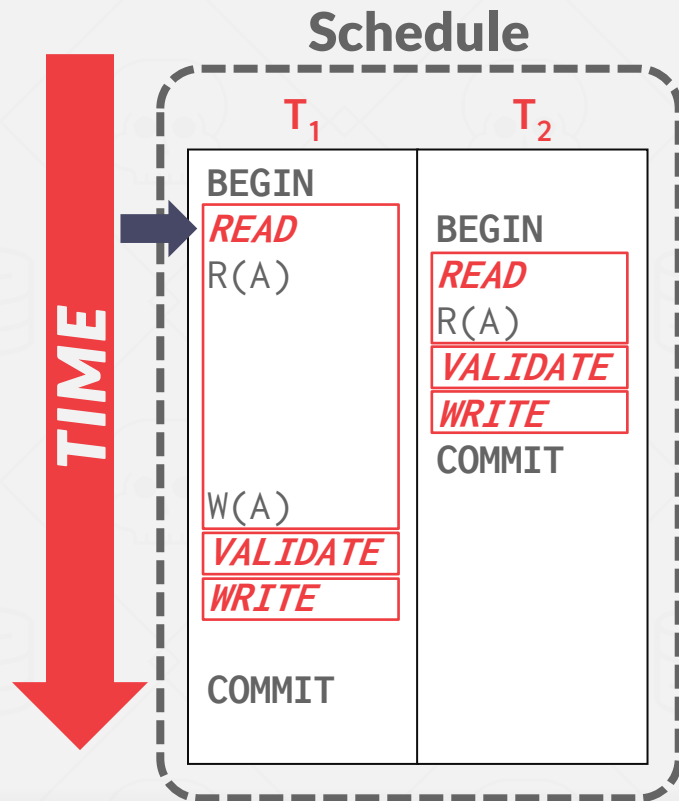 Schedule
TIME
T1
T2
BEGIN
READ
R(A)
W(A)
VALIDATE
WRITE
COMMIT
BEGIN
READ
R(A)
VALIDATE
WRITE
COMMIT